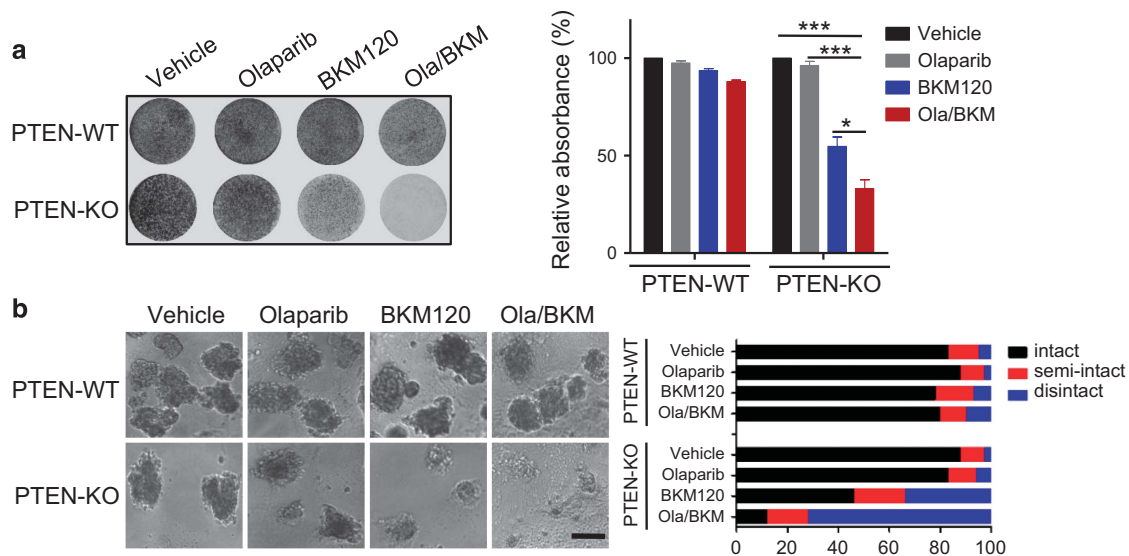 a
Vehicle Olaparib BKM120 Ola/BKM
PTEN-WT
PTEN-KO
Relative absorbance (%)
100
50
0
*** 
***
*
Vehicle
Olaparib
BKM120
Ola/BKM
PTEN-WT PTEN-KO
b
Vehicle Olaparib BKM120 Ola/BKM
PTEN-WT
PTEN-KO
PTEN-WT
Vehicle
Olaparib
BKM120
Ola/BKM
PTEN-KO
Vehicle
Olaparib
BKM120
Ola/BKM
0 20 40 60 80 100
intact
semi-intact
disintact